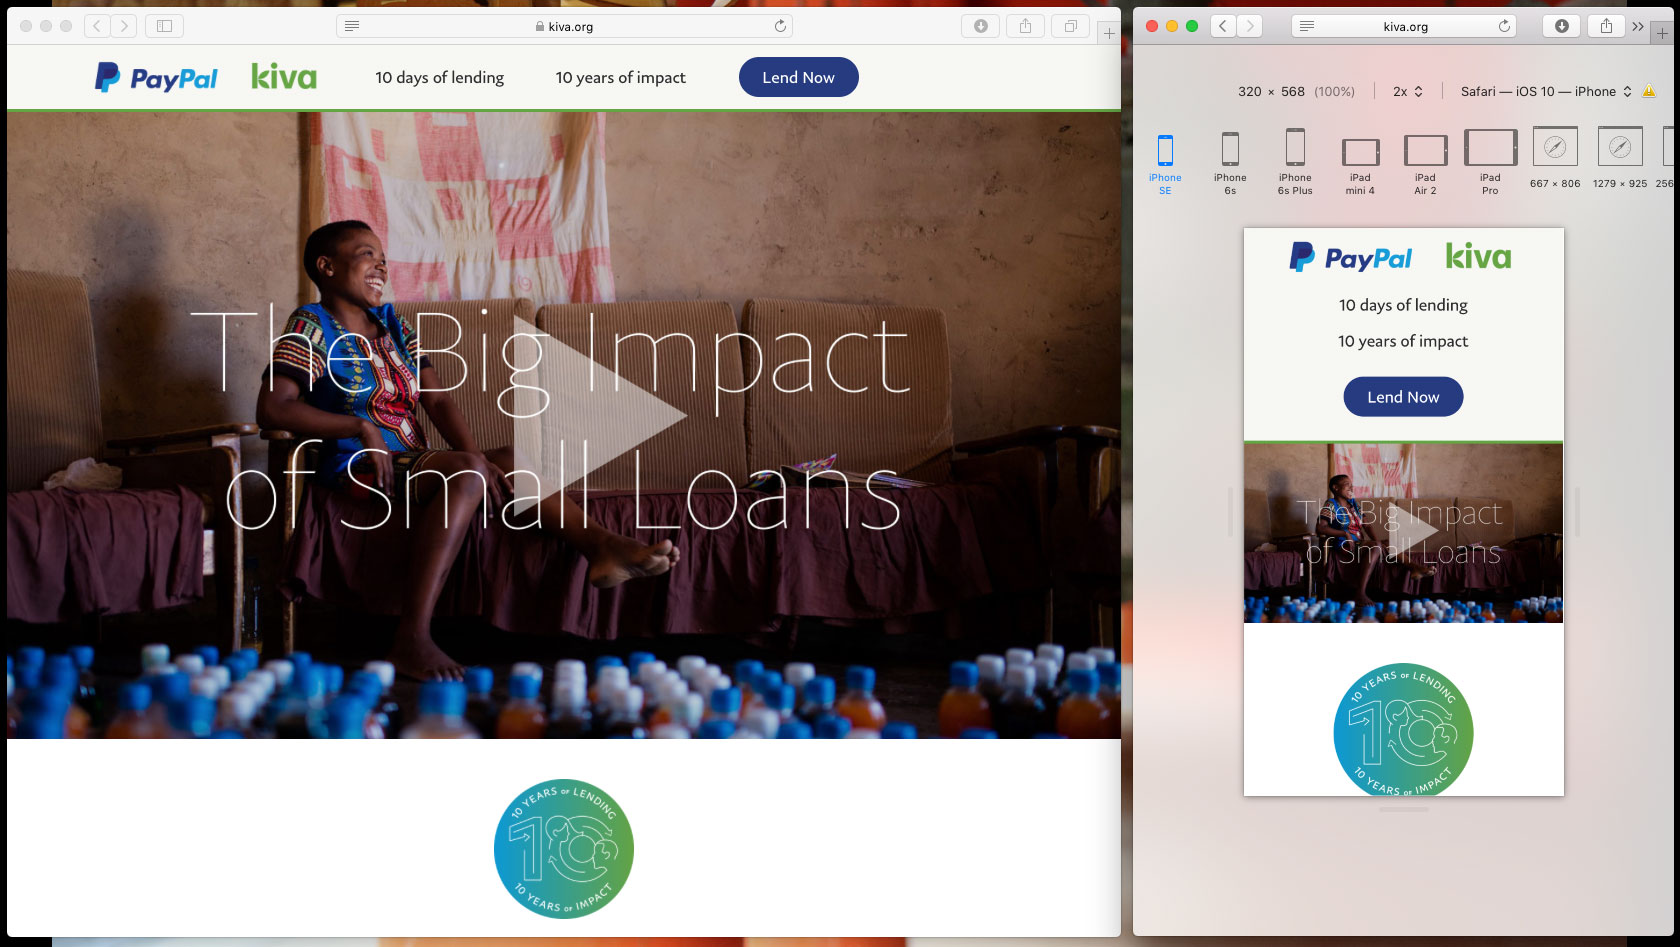 kiva.org
PayPal kiva 10 days of lending 10 years of impact Lend Now
The Big Impact
of Small Loans
10 YEARS OF LENDING
10
10 YEARS OF IMPACT
kiva.org
320 × 568 (100%) 2x Safari — iOS 10 — iPhone
iPhone SE
iPhone 6s
iPhone 6s Plus
iPad mini 4
iPad Air 2
iPad Pro
667 × 806
1279 × 925
256
PayPal kiva
10 days of lending
10 years of impact
Lend Now
The Big Impact
of Small Loans
10 YEARS OF LENDING
10
10 YEARS OF IMPACT